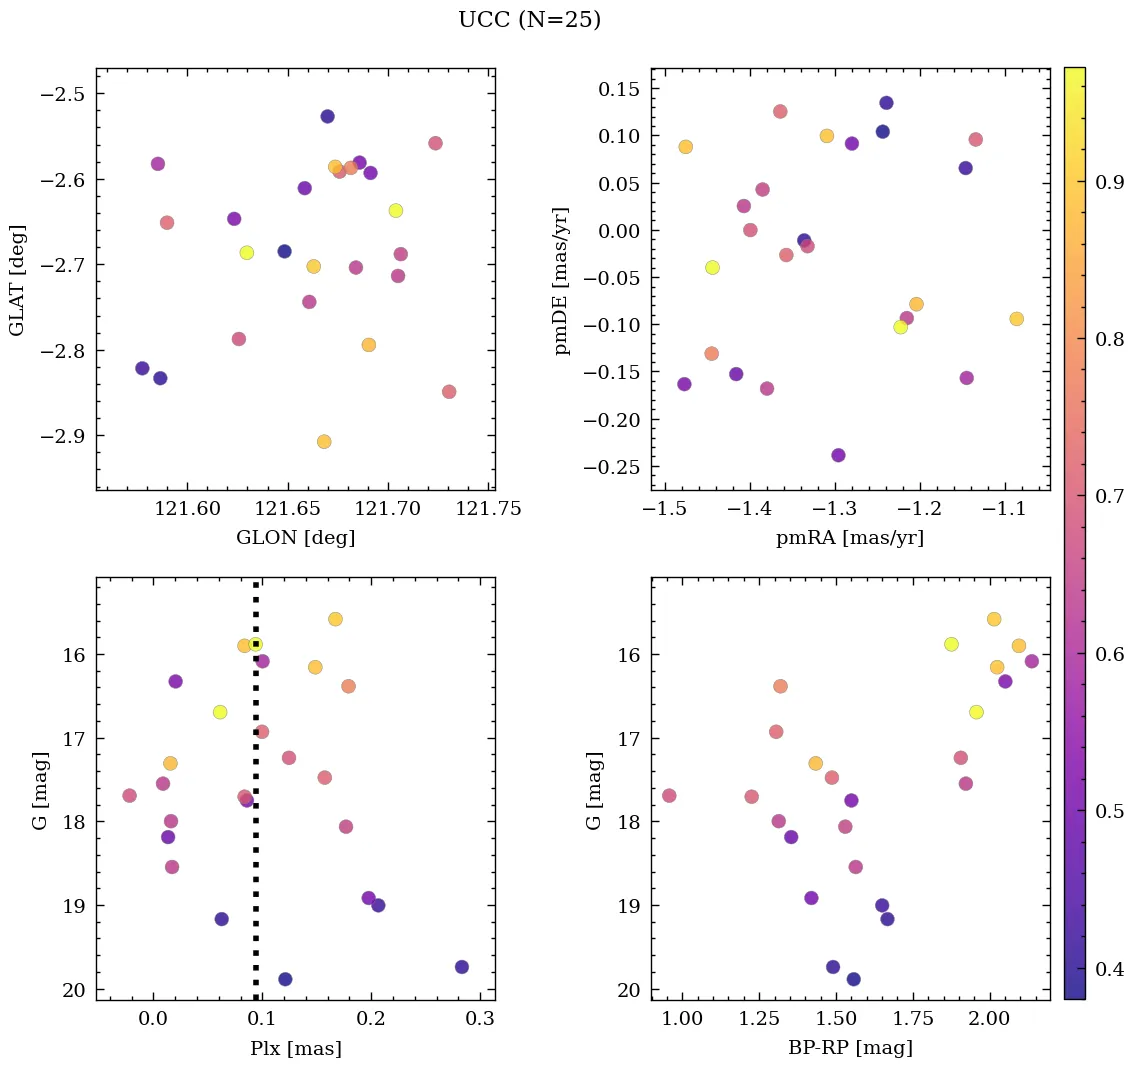 UCC (N=25)
−2.5
−2.6
−2.7
−2.8
−2.9
GLAT [deg]
121.60 121.65 121.70 121.75
GLON [deg]
0.15
0.10
0.05
0.00
−0.05
−0.10
−0.15
−0.20
−0.25
pmDE [mas/yr]
−1.5 −1.4 −1.3 −1.2 −1.1
pmRA [mas/yr]
16
17
18
19
20
G [mag]
0.0 0.1 0.2 0.3
Plx [mas]
16
17
18
19
20
G [mag]
1.00 1.25 1.50 1.75 2.00
BP-RP [mag]
0.9
0.8
0.7
0.6
0.5
0.4